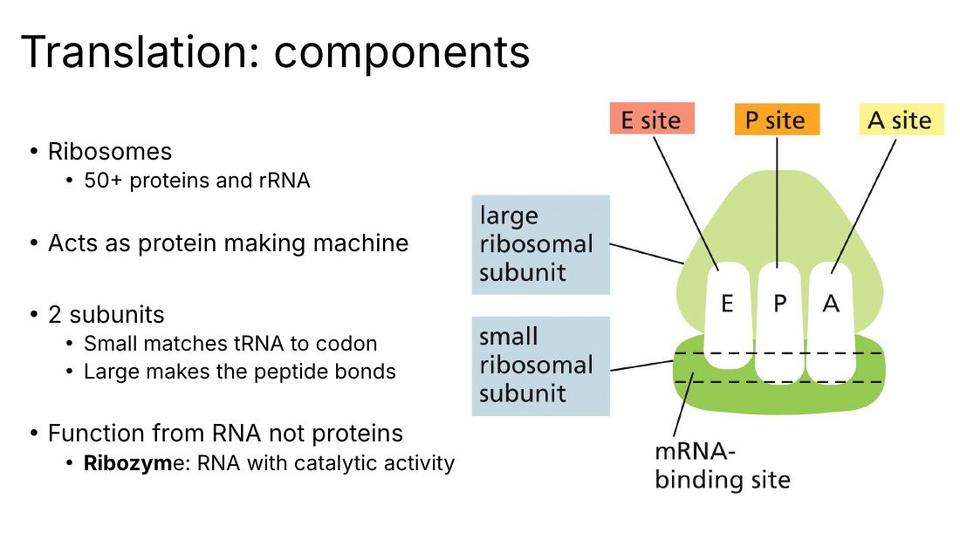 Translation: components
• Ribosomes
• 50+ proteins and rRNA
• Acts as protein making machine
• 2 subunits
• Small matches tRNA to codon
• Large makes the peptide bonds
• Function from RNA not proteins
• Ribozyme: RNA with catalytic activity
E site
P site
A site
large
ribosomal
subunit
E
P
A
small
ribosomal
subunit
mRNA-
binding site